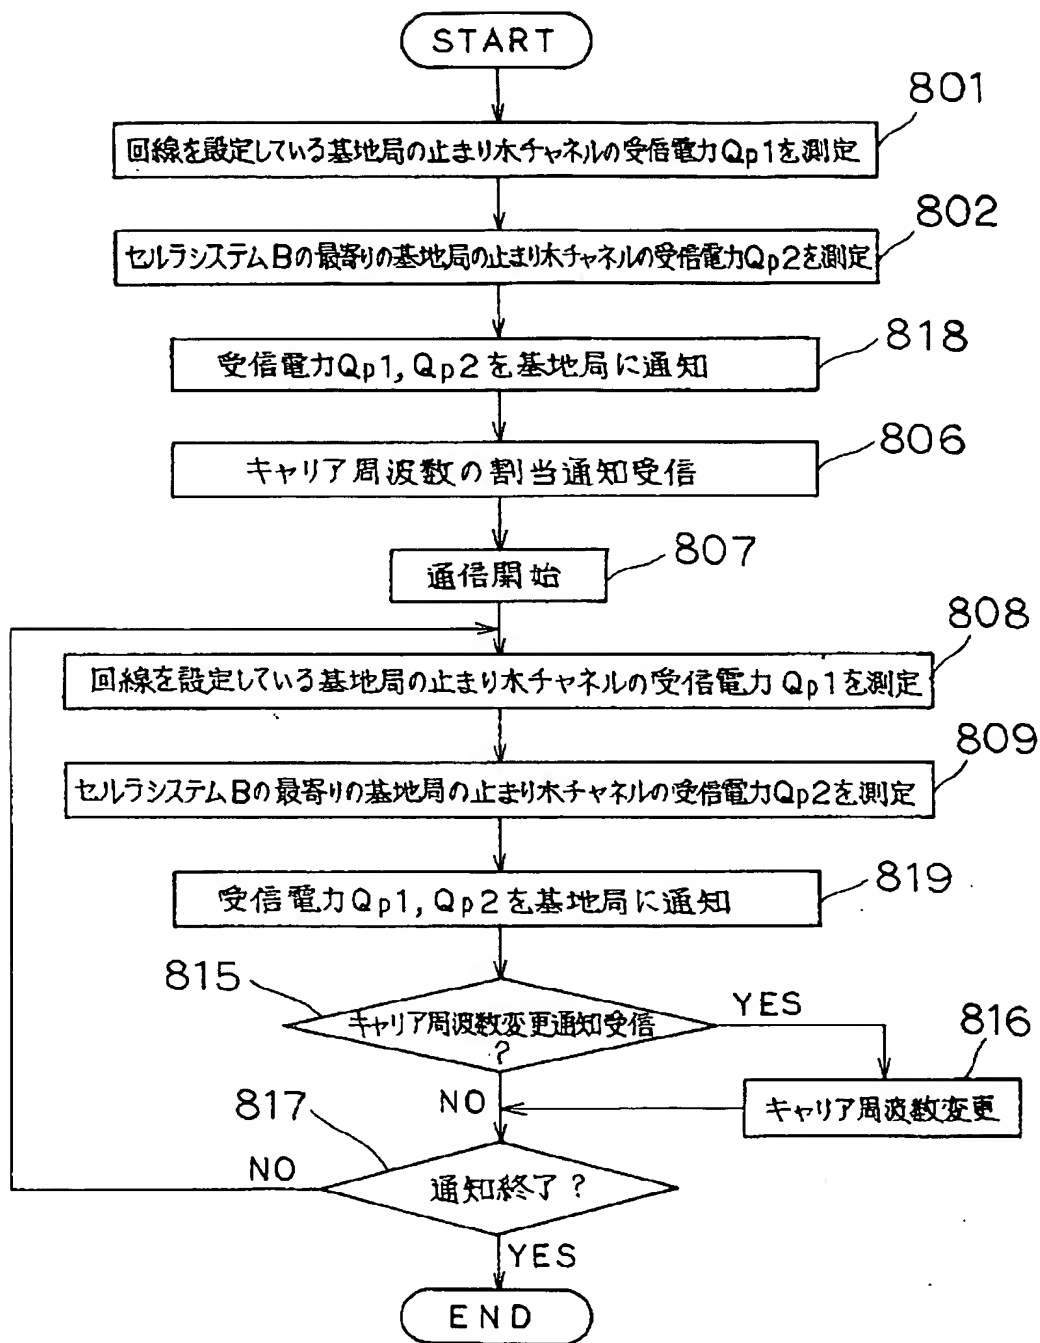 START
801
回線を設定している基地局の止まり木チャネルの受信電力Qp1を測定
802
セルラシステムBの最寄りの基地局の止まり木チャネルの受信電力Qp2を測定
818
受信電力Qp1, Qp2を基地局に通知
806
キャリア周波数の割当通知受信
807
通信開始
808
回線を設定している基地局の止まり木チャネルの受信電力Qp1を測定
809
セルラシステムBの最寄りの基地局の止まり木チャネルの受信電力Qp2を測定
819
受信電力Qp1, Qp2を基地局に通知
815
キャリア周波数変更通知受信
?
YES
816
キャリア周波数変更
NO
817
通知終了?
NO
YES
END